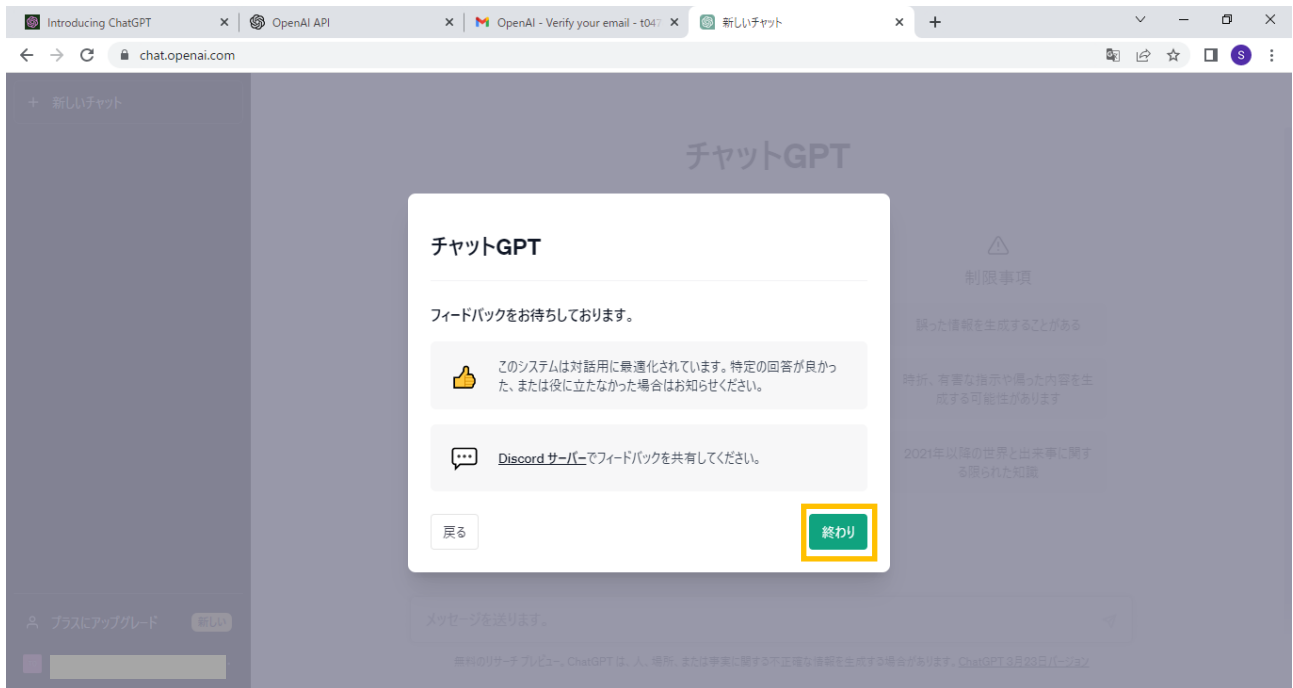 Introducing ChatGPT
OpenAI API
OpenAI - Verify your email - t047
新しいチャット
chat.openai.com
S
+ 新しいチャット
チャットGPT
制限事項
誤った情報を生成することがある
時折、有害な指示や偏った内容を生
成する可能性があります
2021年以降の世界と出来事に関す
る限られた知識
チャットGPT
フィードバックをお待ちしております。
このシステムは対話用に最適化されています。特定の回答が良かっ
た、または役に立たなかった場合はお知らせください。
Discord サーバーでフィードバックを共有してください。
戻る
終わり
プラスにアップグレード
新しい
メッセージを送ります。
無料のリサーチ プレビュー。ChatGPT は、人、場所、または事実に関する不正確な情報を生成する場合があります。ChatGPT 3月23日バージョン